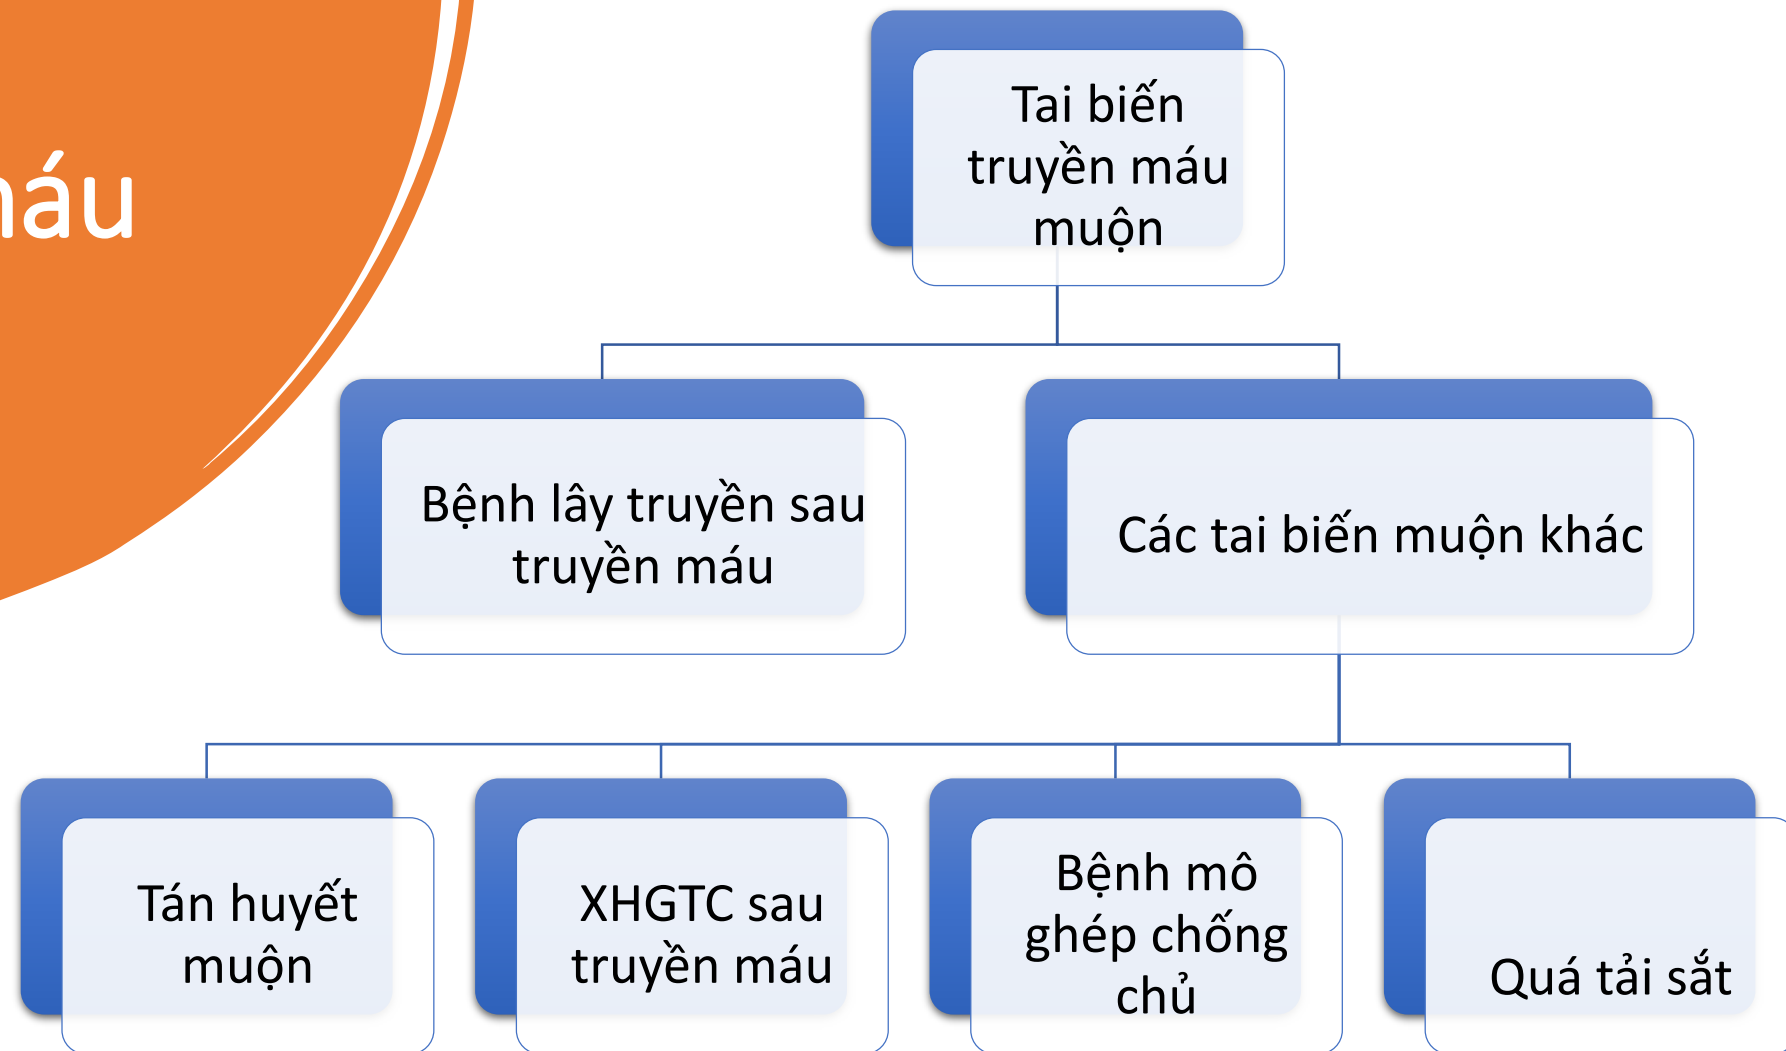 Tai biến
truyền máu
muộn
Bệnh lây truyền sau
truyền máu
Các tai biến muộn khác
Tán huyết
muộn
XHGTC sau
truyền máu
Bệnh mô
ghép chống
chủ
Quá tải sắt